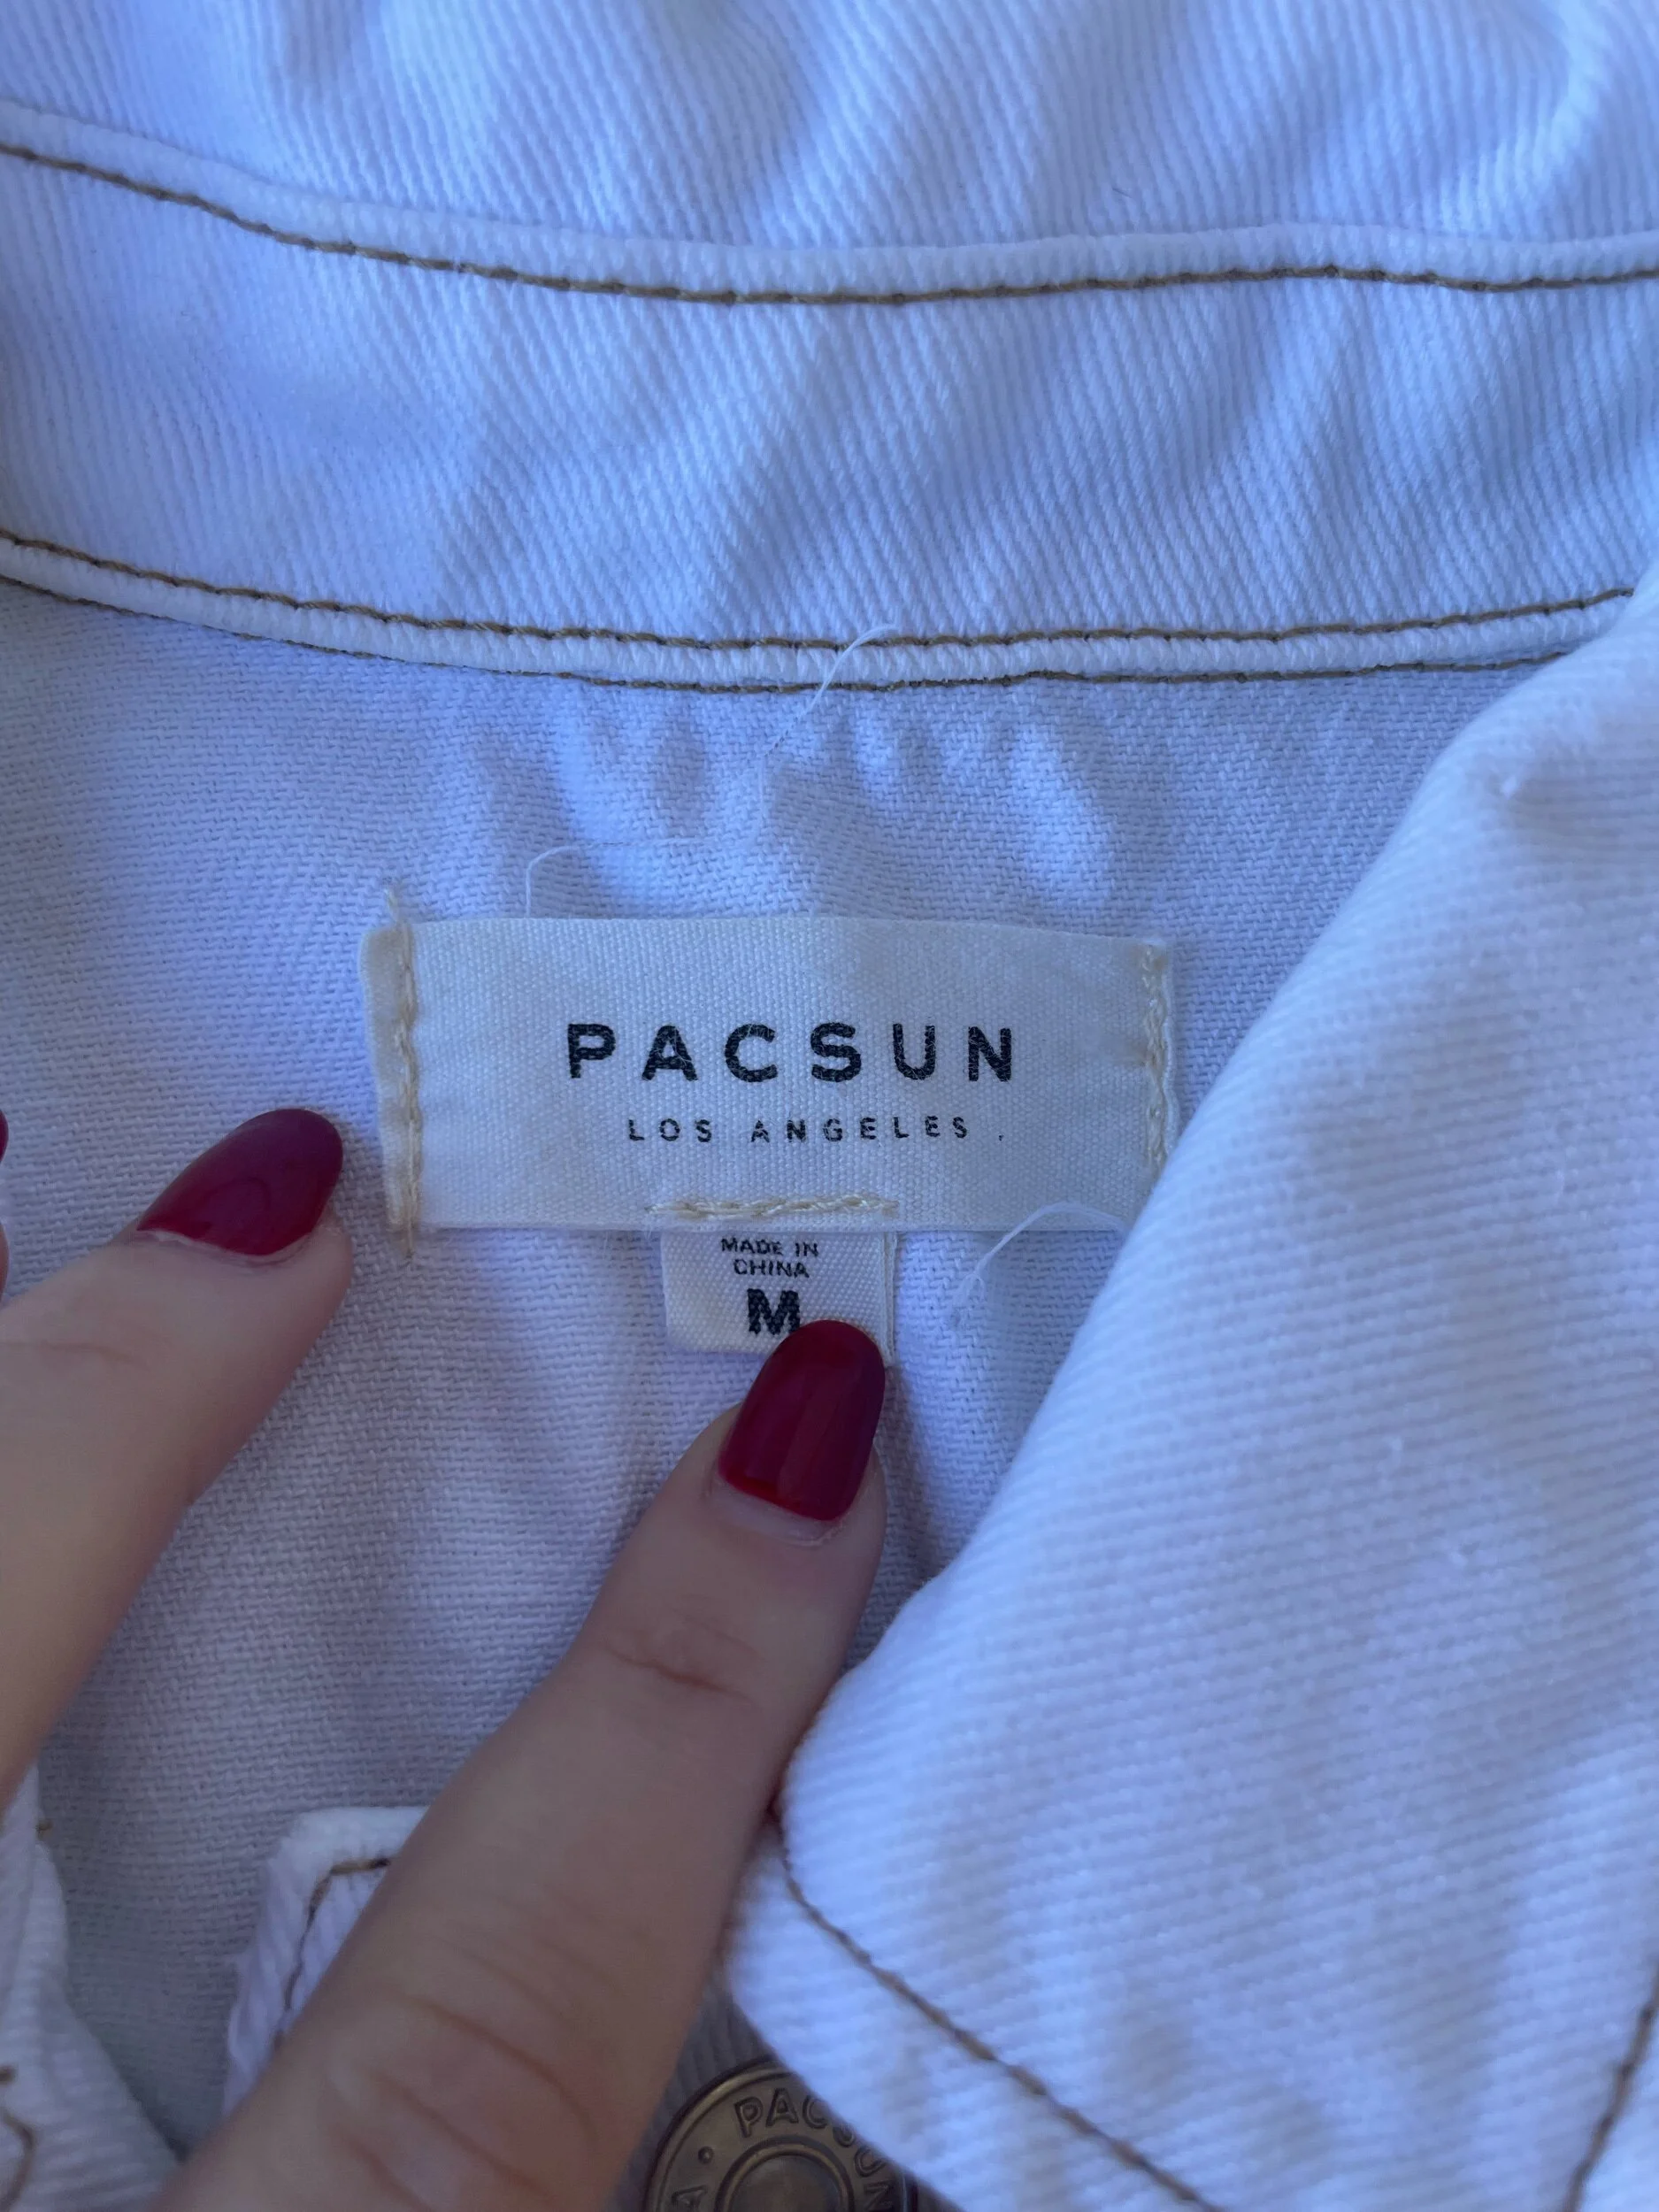 PACSUN
LOS ANGELES
MADE IN
CHINA
M
PACSUN